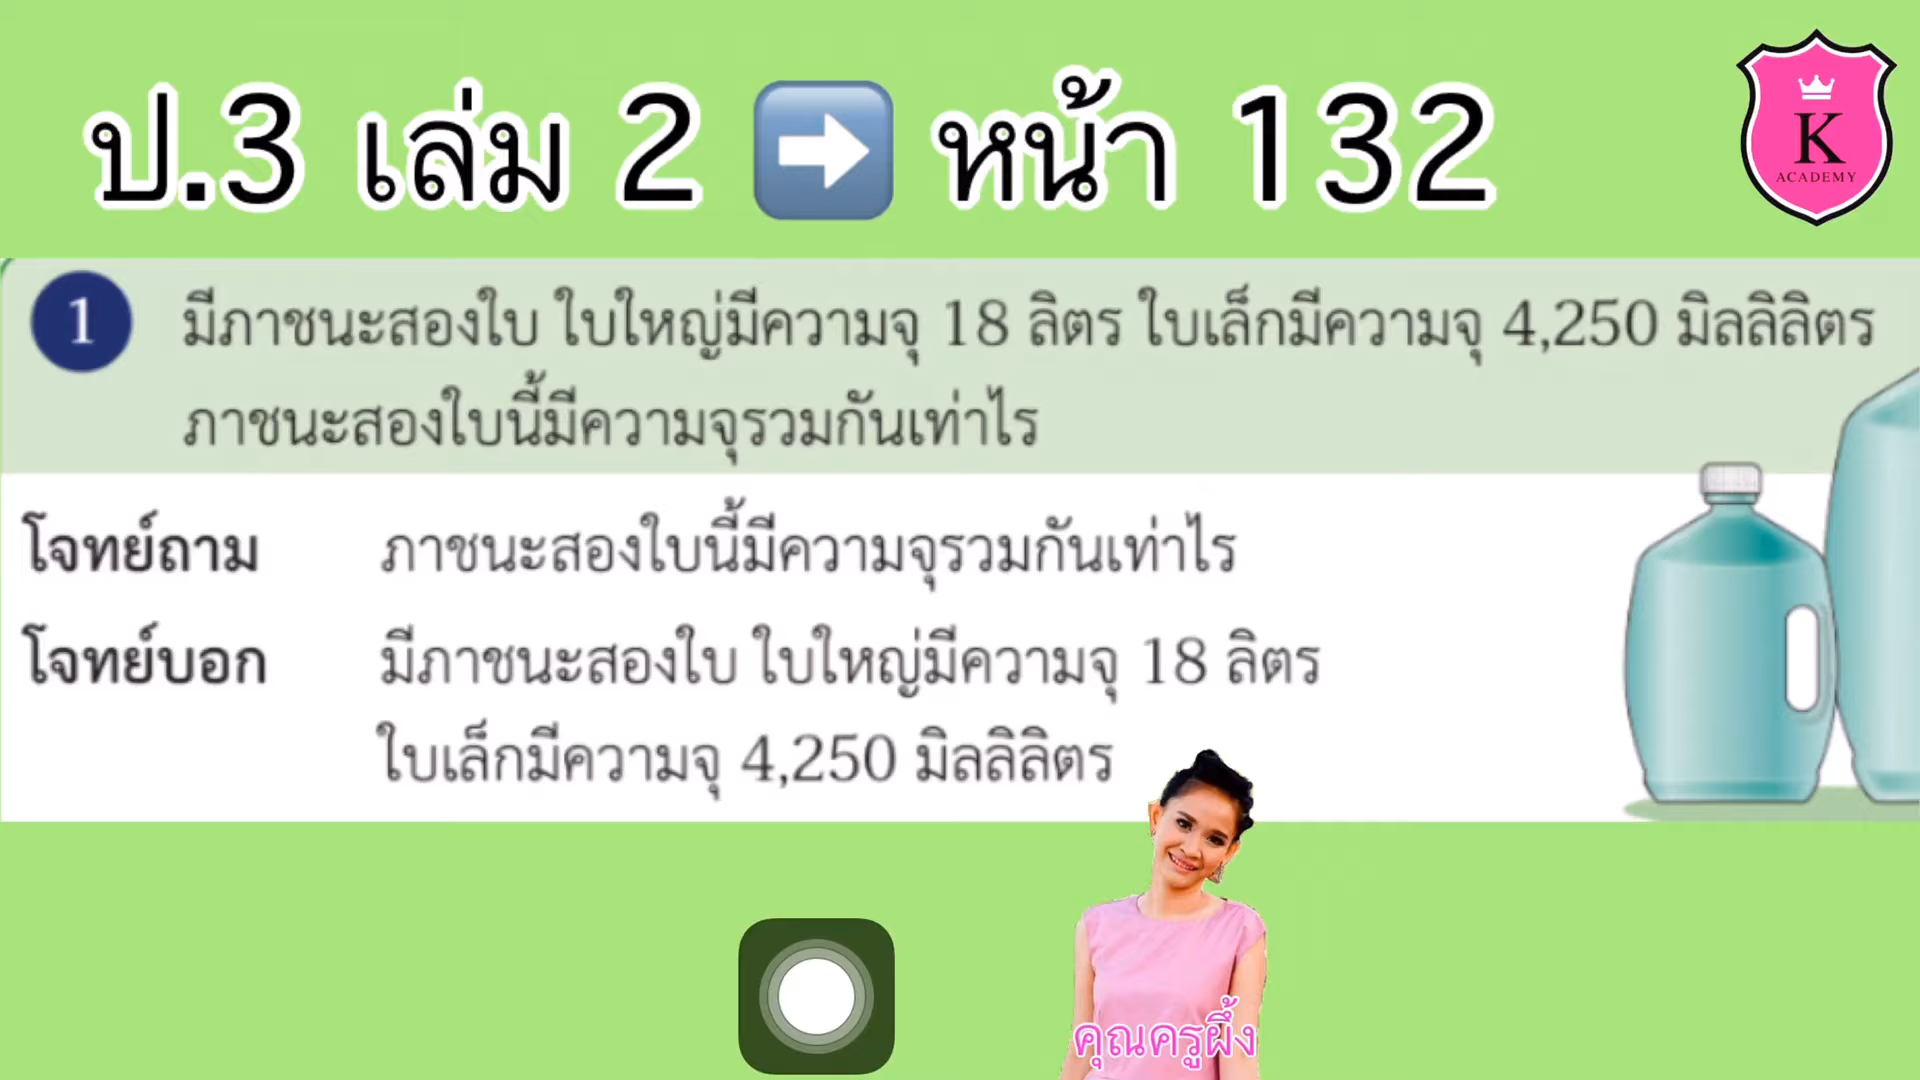 ป.3 เล่ม 2 ➡ หน้า 132
K
ACADEMY
1 มีภาชนะสองใบ ใบใหญ่มีความจุ 18 ลิตร ใบเล็กมีความจุ 4,250 มิลลิลิตร
ภาชนะสองใบนี้มีความจุรวมกันเท่าไร
โจทย์ถาม ภาชนะสองใบนี้มีความจุรวมกันเท่าไร
โจทย์บอก มีภาชนะสองใบ ใบใหญ่มีความจุ 18 ลิตร
ใบเล็กมีความจุ 4,250 มิลลิลิตร
คุณครูผึ้ง